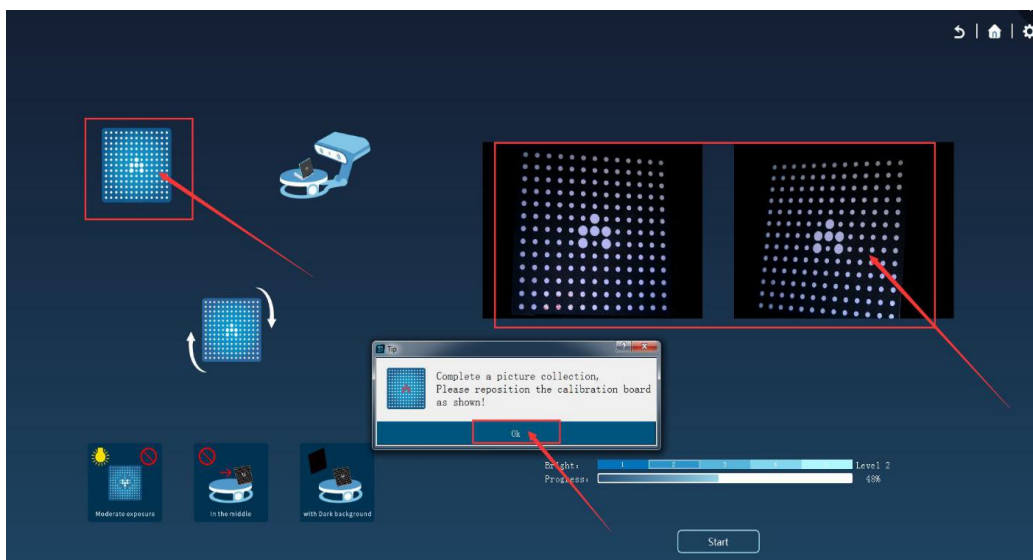 Tip
Complete a picture collection,
Please reposition the calibration board
as shown!
Ok
Bright:
1 2 3 4
Level 2
Progress:
48%
Moderate exposure
In the middle
with Dark background
Start